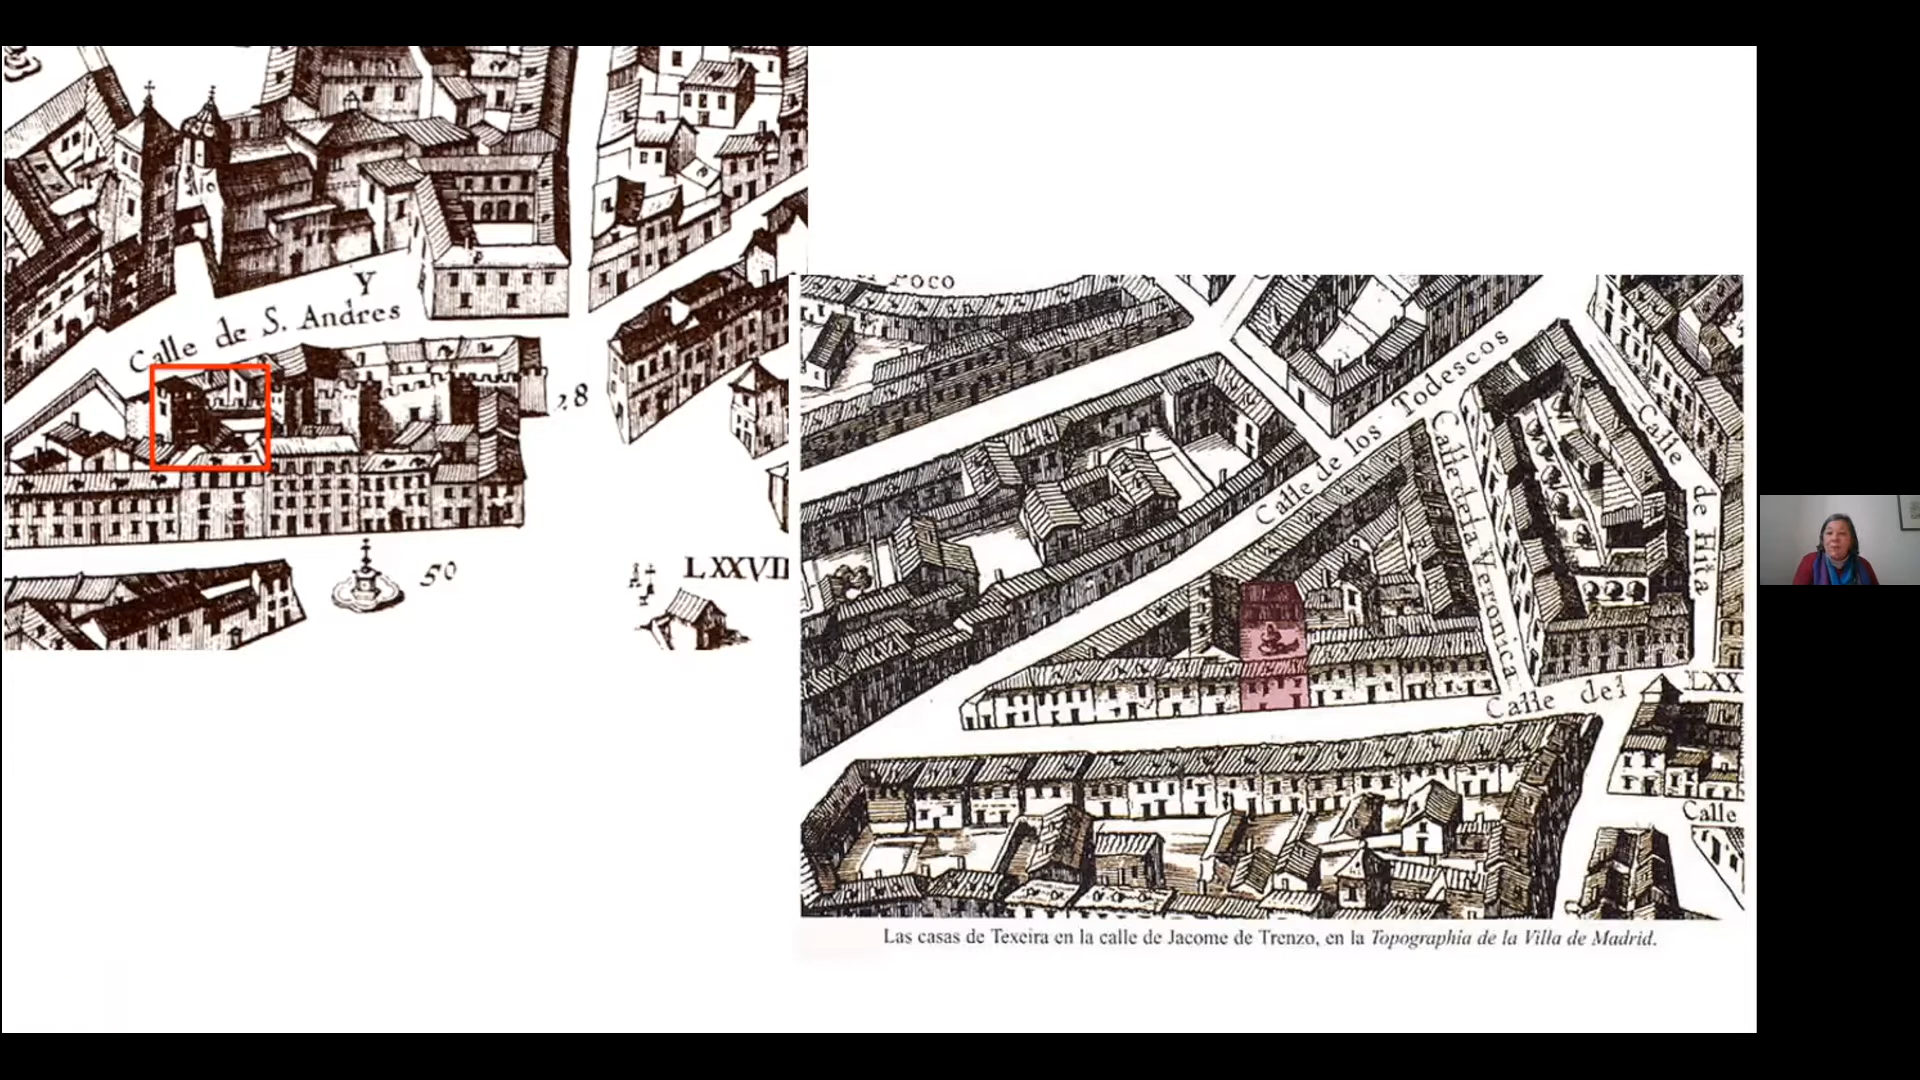 Y
Calle de S. Andres
28
50
LXXVII
Poco
Calle de los Todescos
Calle de la Veronica
Calle de Hita
Calle del
LXX
Calle
Las casas de Texeira en la calle de Jacome de Trenzo, en la Topographia de la Villa de Madrid.